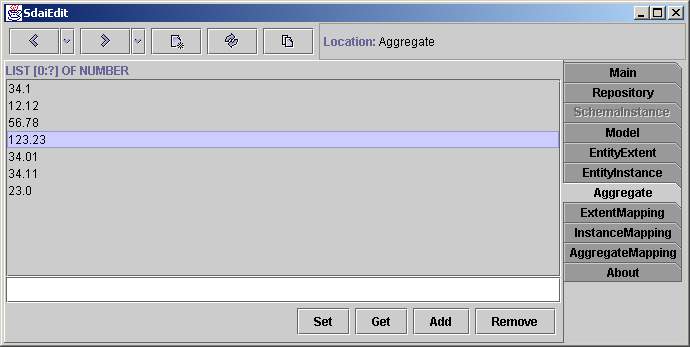 SdaiEdit
Location: Aggregate
LIST [0:?] OF NUMBER
34.1
12.12
56.78
123.23
34.01
34.11
23.0
Set Get Add Remove
Main
Repository
SchemaInstance
Model
EntityExtent
EntityInstance
Aggregate
ExtentMapping
InstanceMapping
AggregateMapping
About